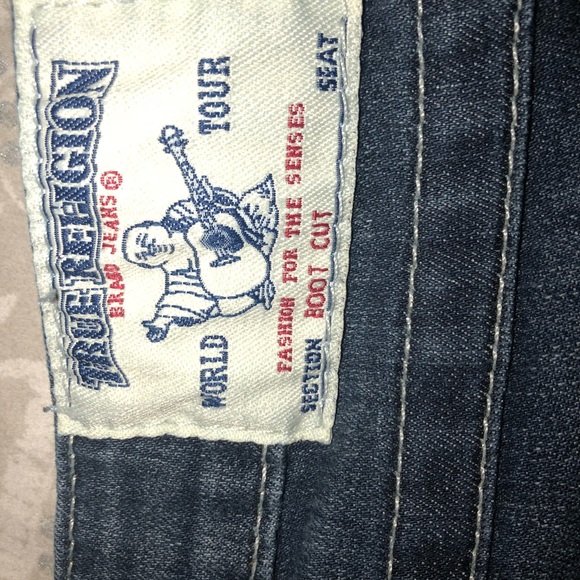 TRUE RELIGION
BRAND JEANS ®
WORLD TOUR
FASHION FOR THE SENSES
SECTION BOOT CUT SEAT